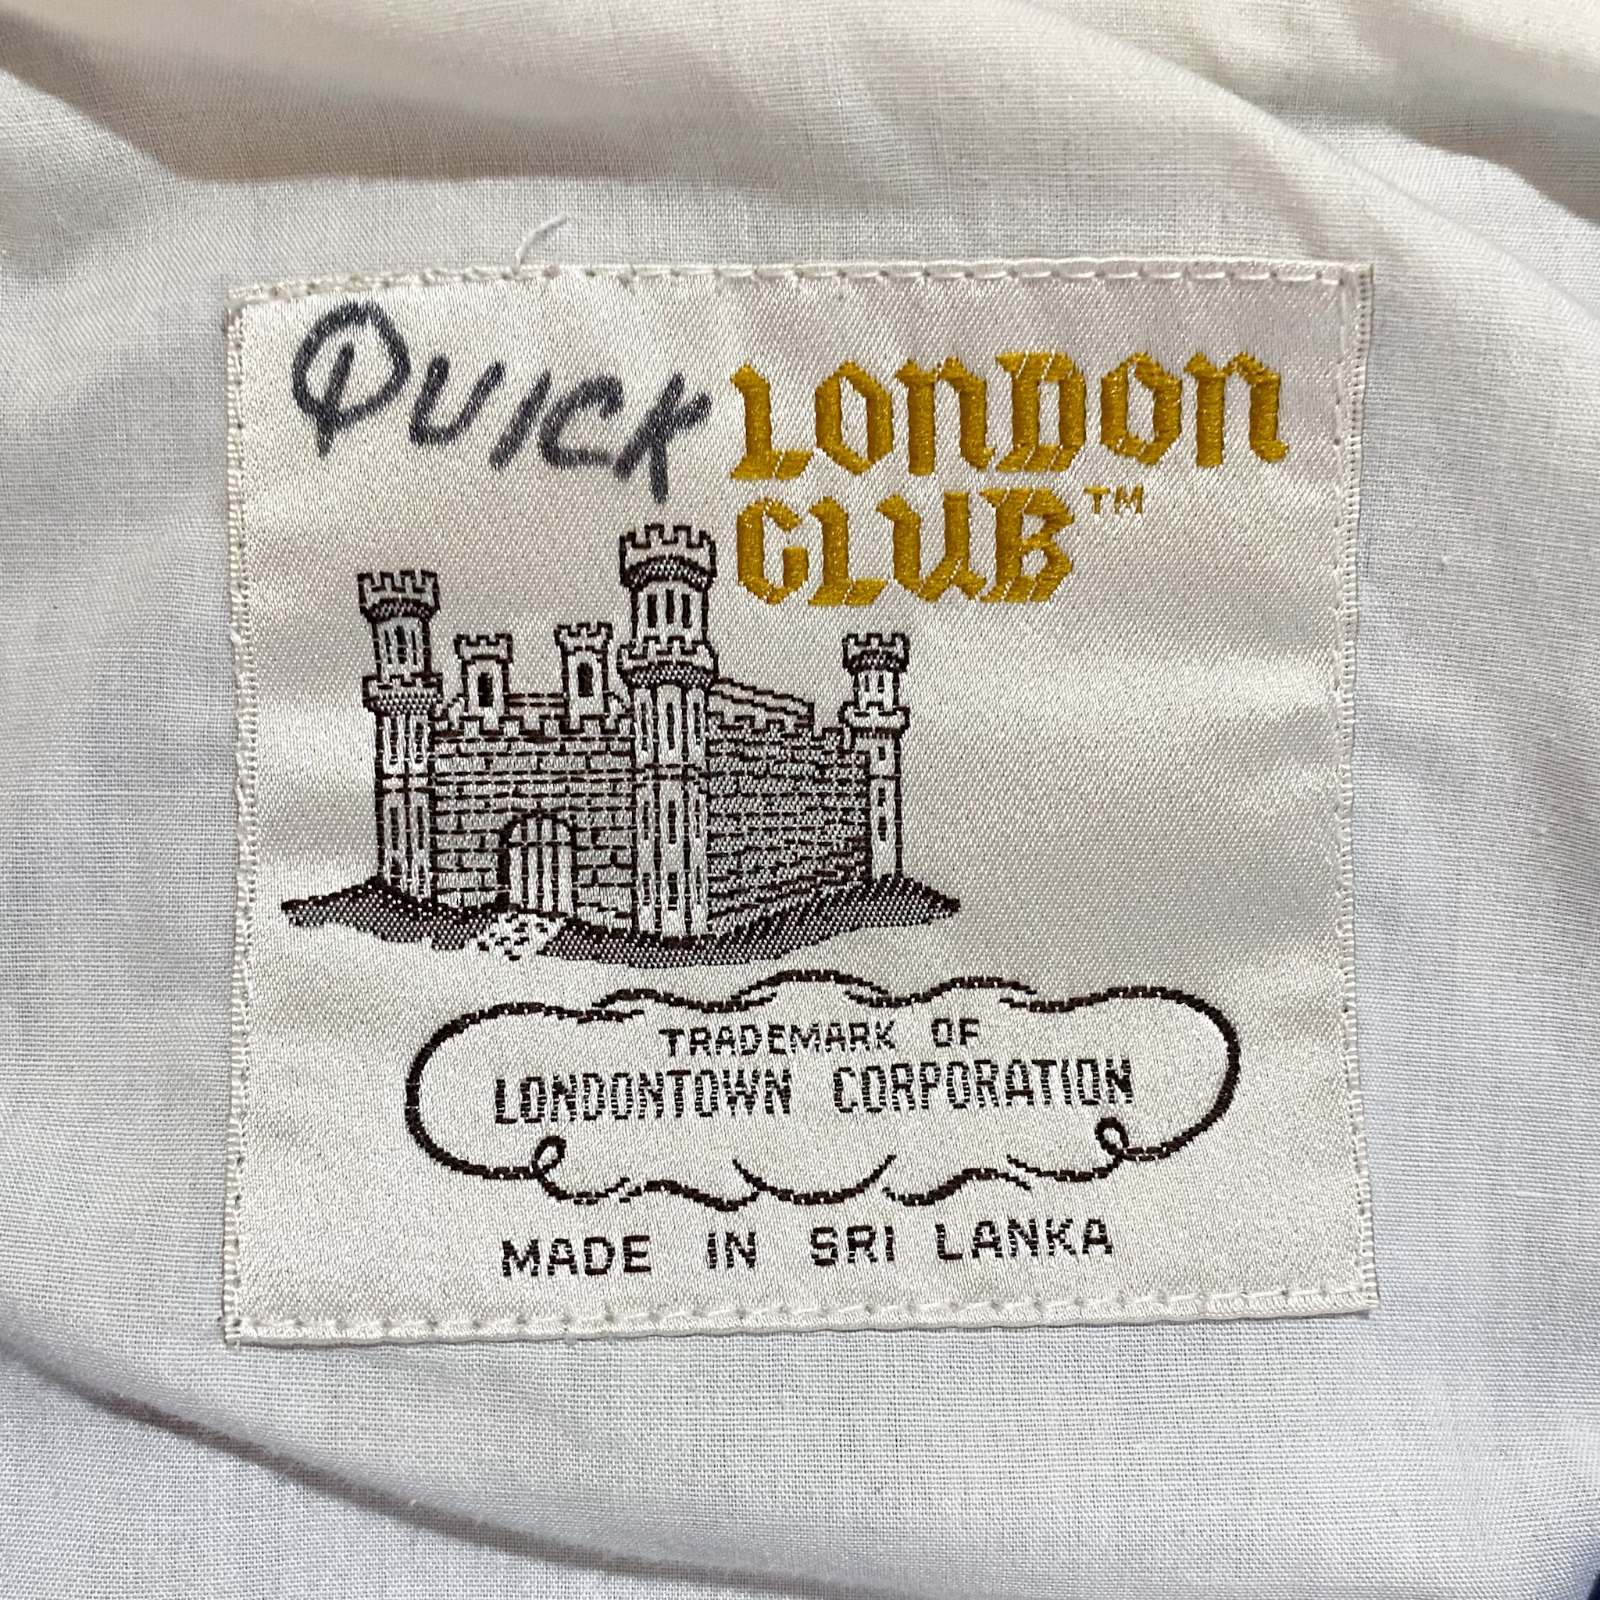 QUICK
LONDON
CLUB™
TRADEMARK OF
LONDONTOWN CORPORATION
MADE IN SRI LANKA